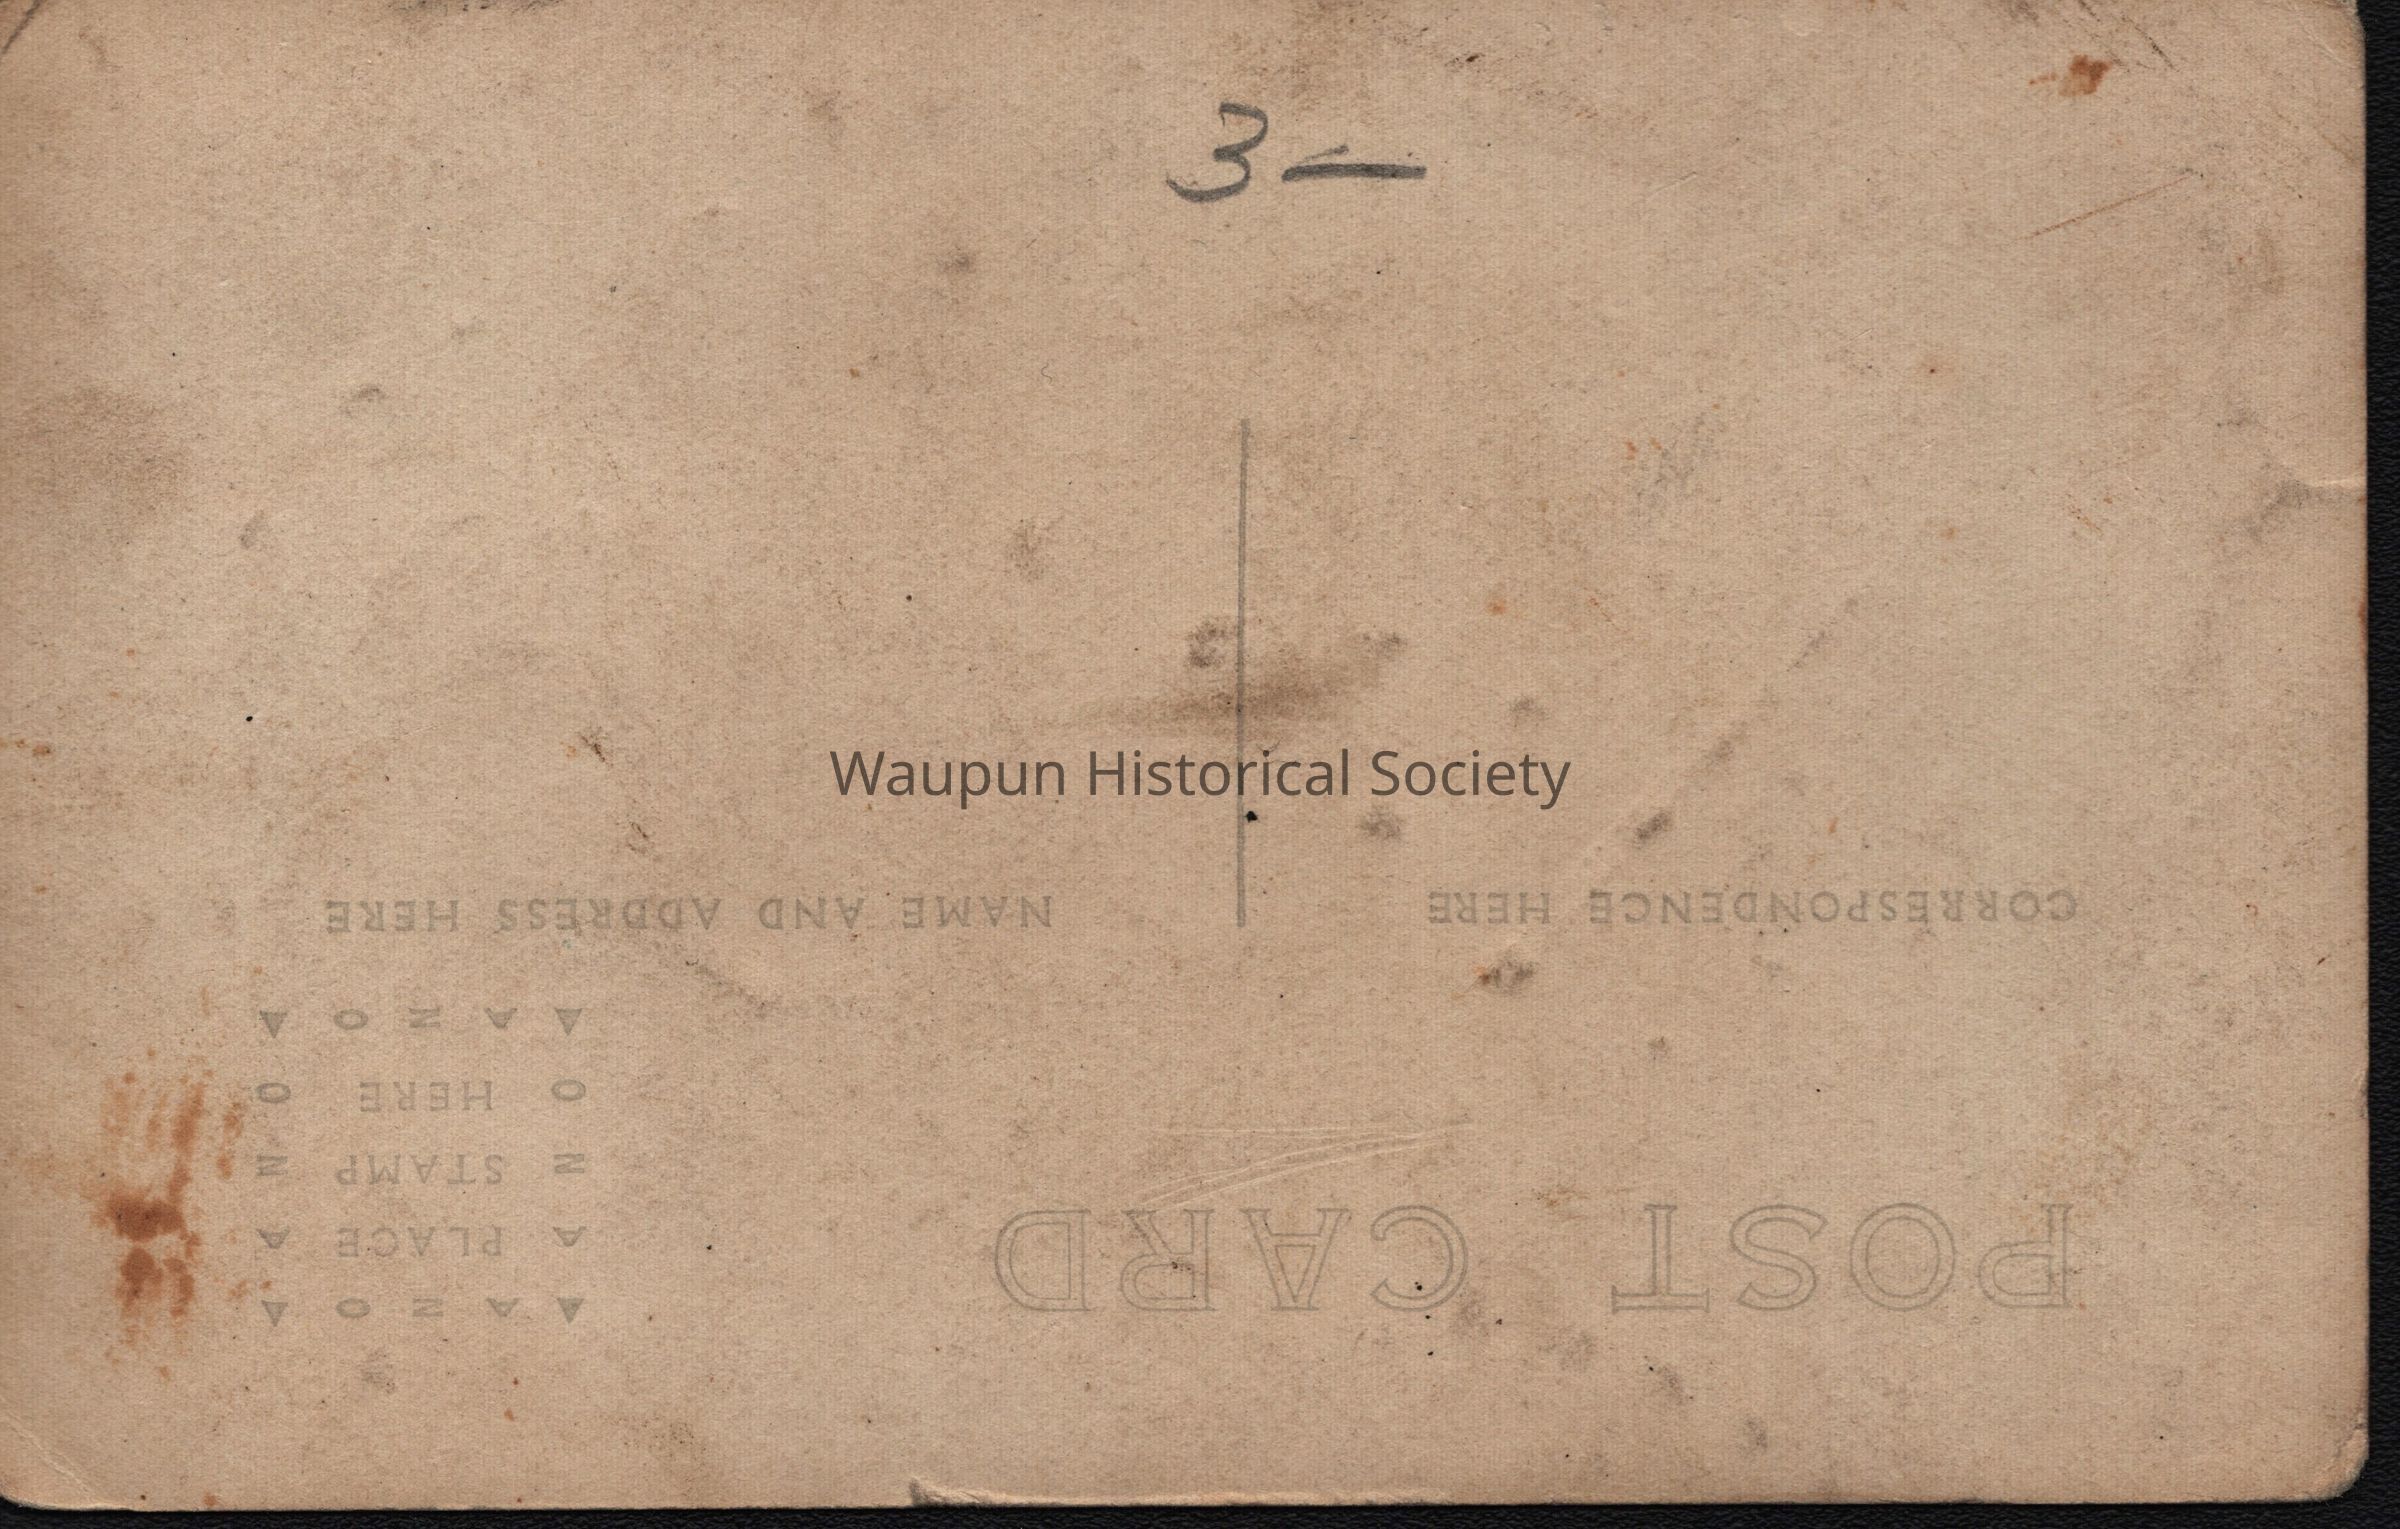 3-
Waupun Historical Society
POST CARD
▲ A Z O ▲
A PLACE A
Z STAMP Z
O HERE O
▲ A Z O ▲
CORRESPONDENCE HERE
NAME AND ADDRESS HERE